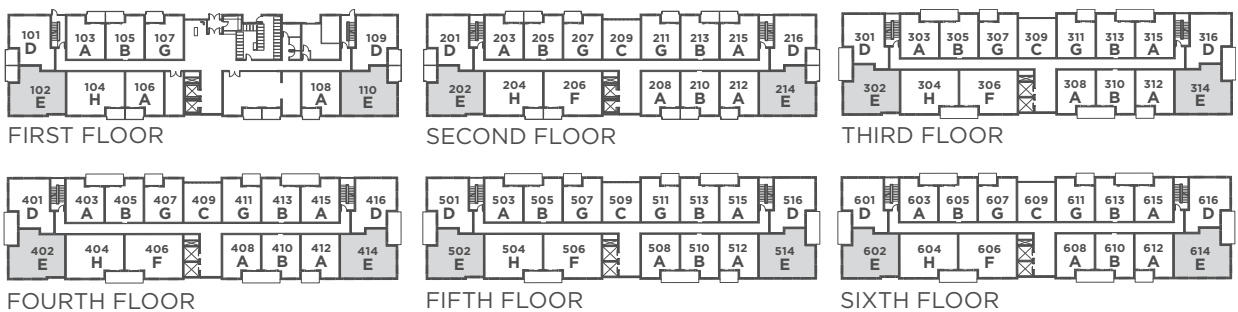 101 D 103 A 105 B 107 G 109 D
102 E 104 H 106 A 108 A 110 E
FIRST FLOOR
201 D 203 A 205 B 207 G 209 C 211 G 213 B 215 A 216 D
202 E 204 H 206 F 208 A 210 B 212 A 214 E
SECOND FLOOR
301 D 303 A 305 B 307 G 309 C 311 G 313 B 315 A 316 D
302 E 304 H 306 F 308 A 310 B 312 A 314 E
THIRD FLOOR
401 D 403 A 405 B 407 G 409 C 411 G 413 B 415 A 416 D
402 E 404 H 406 F 408 A 410 B 412 A 414 E
FOURTH FLOOR
501 D 503 A 505 B 507 G 509 C 511 G 513 B 515 A 516 D
502 E 504 H 506 F 508 A 510 B 512 A 514 E
FIFTH FLOOR
601 D 603 A 605 B 607 G 609 C 611 G 613 B 615 A 616 D
602 E 604 H 606 F 608 A 610 B 612 A 614 E
SIXTH FLOOR